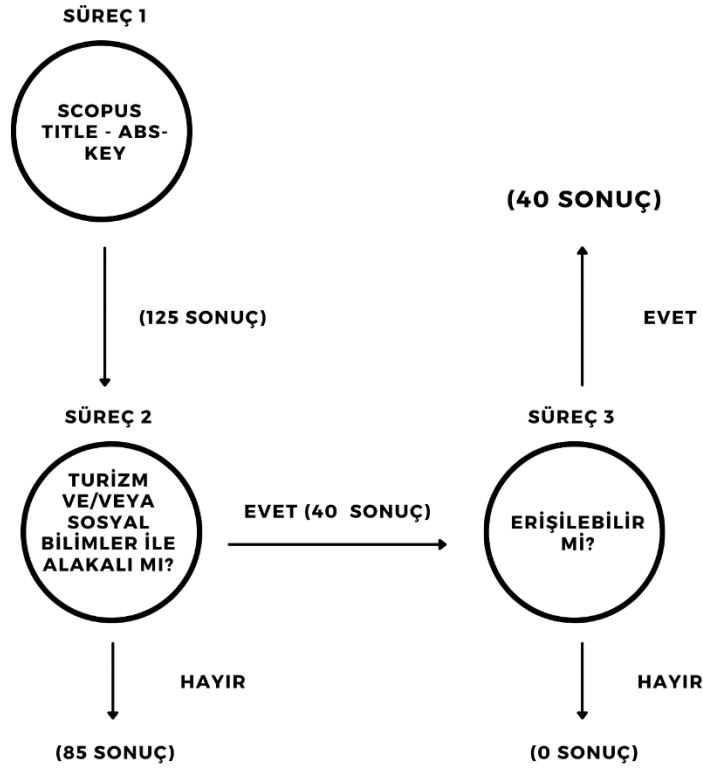 SÜREÇ 1
SCOPUS
TITLE - ABS-
KEY
(125 SONUÇ)
SÜREÇ 2
TURİZM
VE/VEYA
SOSYAL
BİLİMLER İLE
ALAKALI MI?
EVET (40 SONUÇ)
HAYIR
(85 SONUÇ)
SÜREÇ 3
ERİŞİLEBİLİR
Mİ?
EVET
(40 SONUÇ)
HAYIR
(0 SONUÇ)